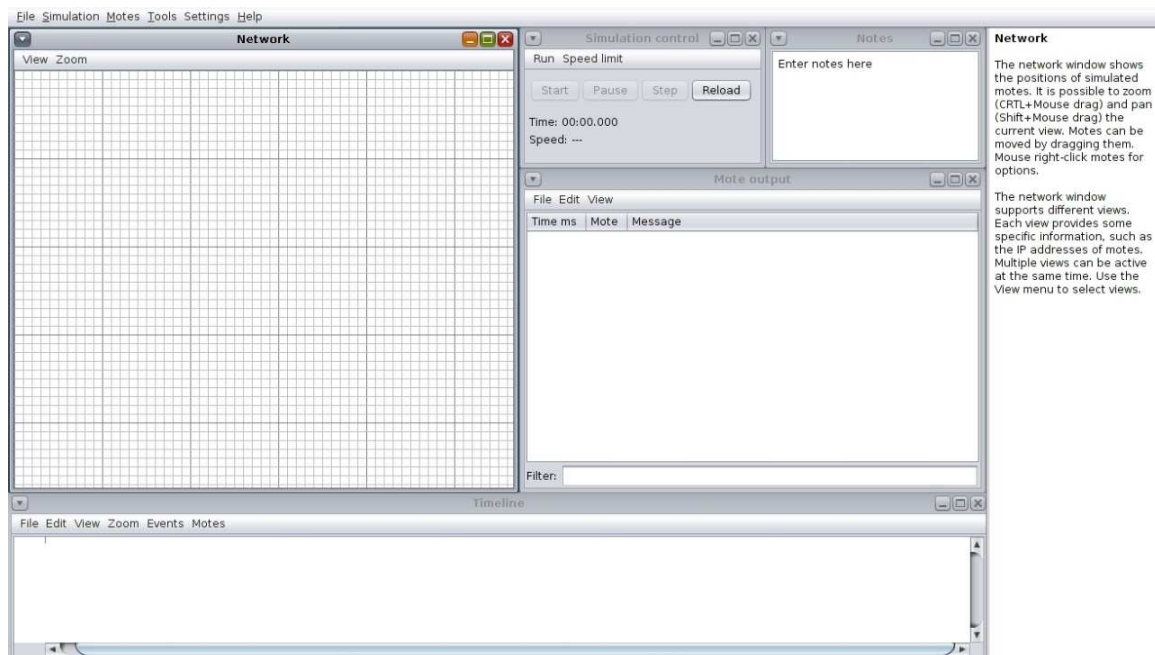 File Simulation Motes Tools Settings Help
Network
View Zoom
Simulation control
Run Speed limit
Start Pause Step Reload
Time: 00:00.000
Speed: ---
Notes
Enter notes here
Mote output
File Edit View
Time ms Mote Message
Filter:
Timeline
File Edit View Zoom Events Motes
Network
The network window shows
the positions of simulated
motes. It is possible to zoom
(CRTL+Mouse drag) and pan
(Shift+Mouse drag) the
current view. Motes can be
moved by dragging them.
Mouse right-click motes for
options.
The network window
supports different views.
Each view provides some
specific information, such as
the IP addresses of motes.
Multiple views can be active
at the same time. Use the
View menu to select views.